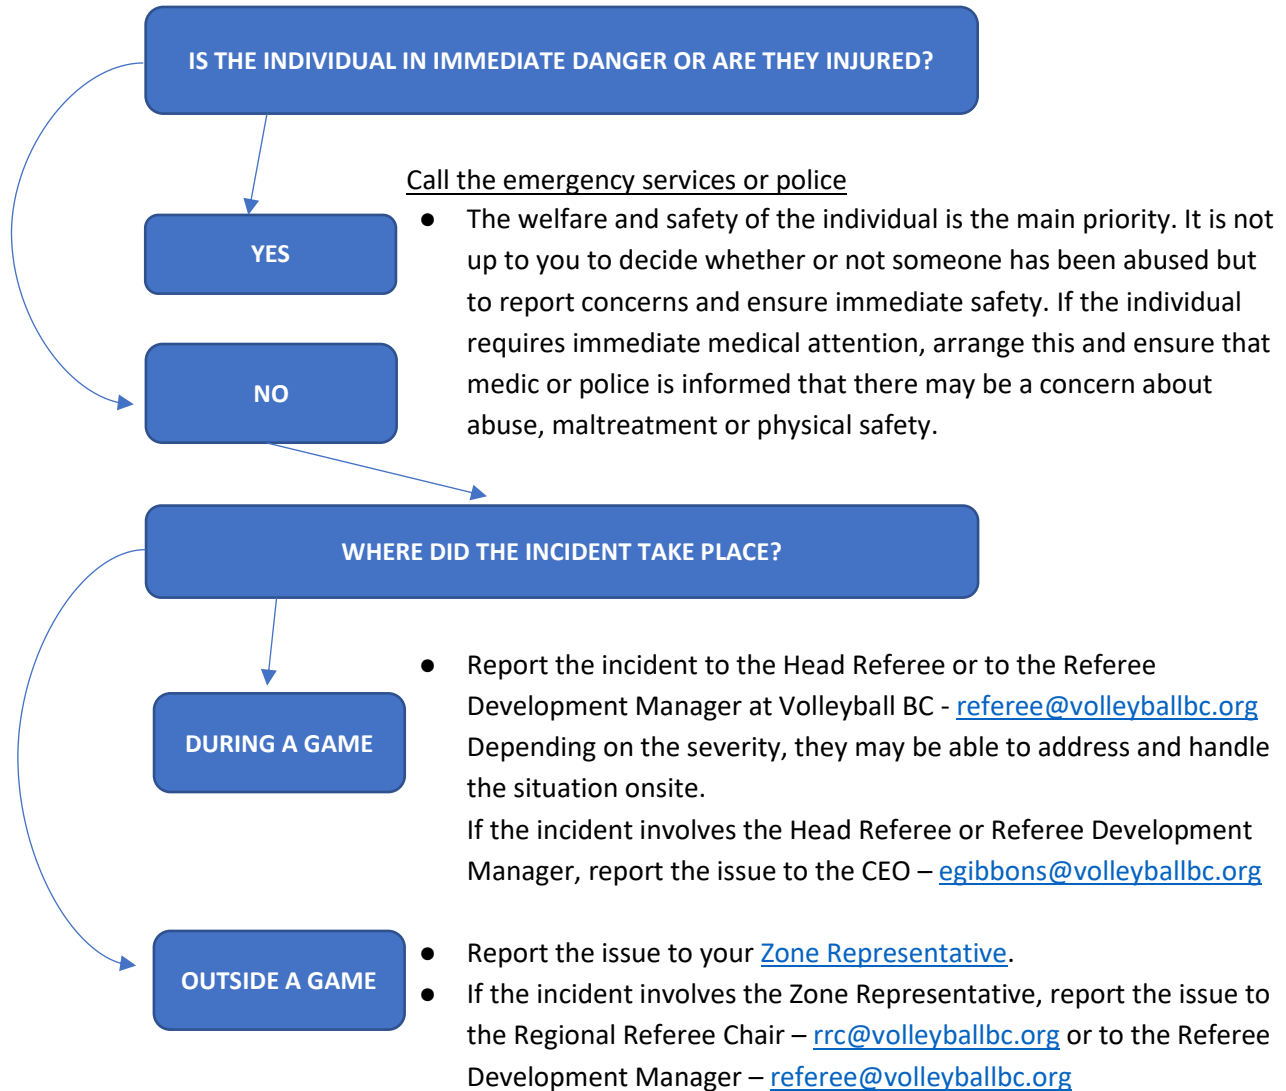 IS THE INDIVIDUAL IN IMMEDIATE DANGER OR ARE THEY INJURED?
YES
Call the emergency services or police
● The welfare and safety of the individual is the main priority. It is not
up to you to decide whether or not someone has been abused but
to report concerns and ensure immediate safety. If the individual
requires immediate medical attention, arrange this and ensure that
medic or police is informed that there may be a concern about
abuse, maltreatment or physical safety.
NO
WHERE DID THE INCIDENT TAKE PLACE?
DURING A GAME
● Report the incident to the Head Referee or to the Referee
Development Manager at Volleyball BC - referee@volleyballbc.org
Depending on the severity, they may be able to address and handle
the situation onsite.
If the incident involves the Head Referee or Referee Development
Manager, report the issue to the CEO – egibbons@volleyballbc.org
OUTSIDE A GAME
● Report the issue to your Zone Representative.
● If the incident involves the Zone Representative, report the issue to
the Regional Referee Chair – rrc@volleyballbc.org or to the Referee
Development Manager – referee@volleyballbc.org